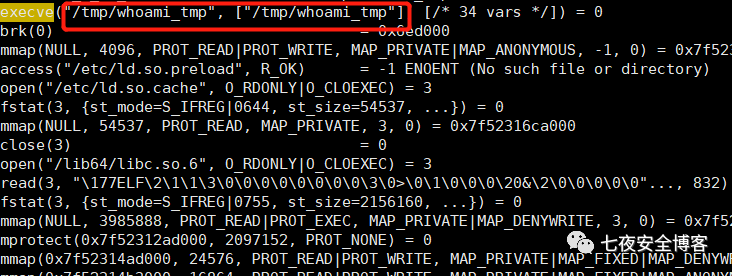 execve("/tmp/whoami_tmp", ["/tmp/whoami_tmp"], [/* 34 vars */]) = 0
brk(0) = 0x6ed000
mmap(NULL, 4096, PROT_READ|PROT_WRITE, MAP_PRIVATE|MAP_ANONYMOUS, -1, 0) = 0x7f52
access("/etc/ld.so.preload", R_OK) = -1 ENOENT (No such file or directory)
open("/etc/ld.so.cache", O_RDONLY|O_CLOEXEC) = 3
fstat(3, {st_mode=S_IFREG|0644, st_size=54537, ...}) = 0
mmap(NULL, 54537, PROT_READ, MAP_PRIVATE, 3, 0) = 0x7f52316ca000
close(3) = 0
open("/lib64/libc.so.6", O_RDONLY|O_CLOEXEC) = 3
read(3, "\177ELF\2\1\1\3\0\0\0\0\0\0\0\0\3\0>\0\1\0\0\0\20&\2\0\0\0\0\0"..., 832)
fstat(3, {st_mode=S_IFREG|0755, st_size=2156160, ...}) = 0
mmap(NULL, 3985888, PROT_READ|PROT_EXEC, MAP_PRIVATE|MAP_DENYWRITE, 3, 0) = 0x7f5
mprotect(0x7f52312ad000, 2097152, PROT_NONE) = 0
七夜安全博客
mmap(0x7f52314ad000, 24576, PROT_READ|PROT_WRITE, MAP_PRIVATE|MAP_FIXED|MAP_DENYW